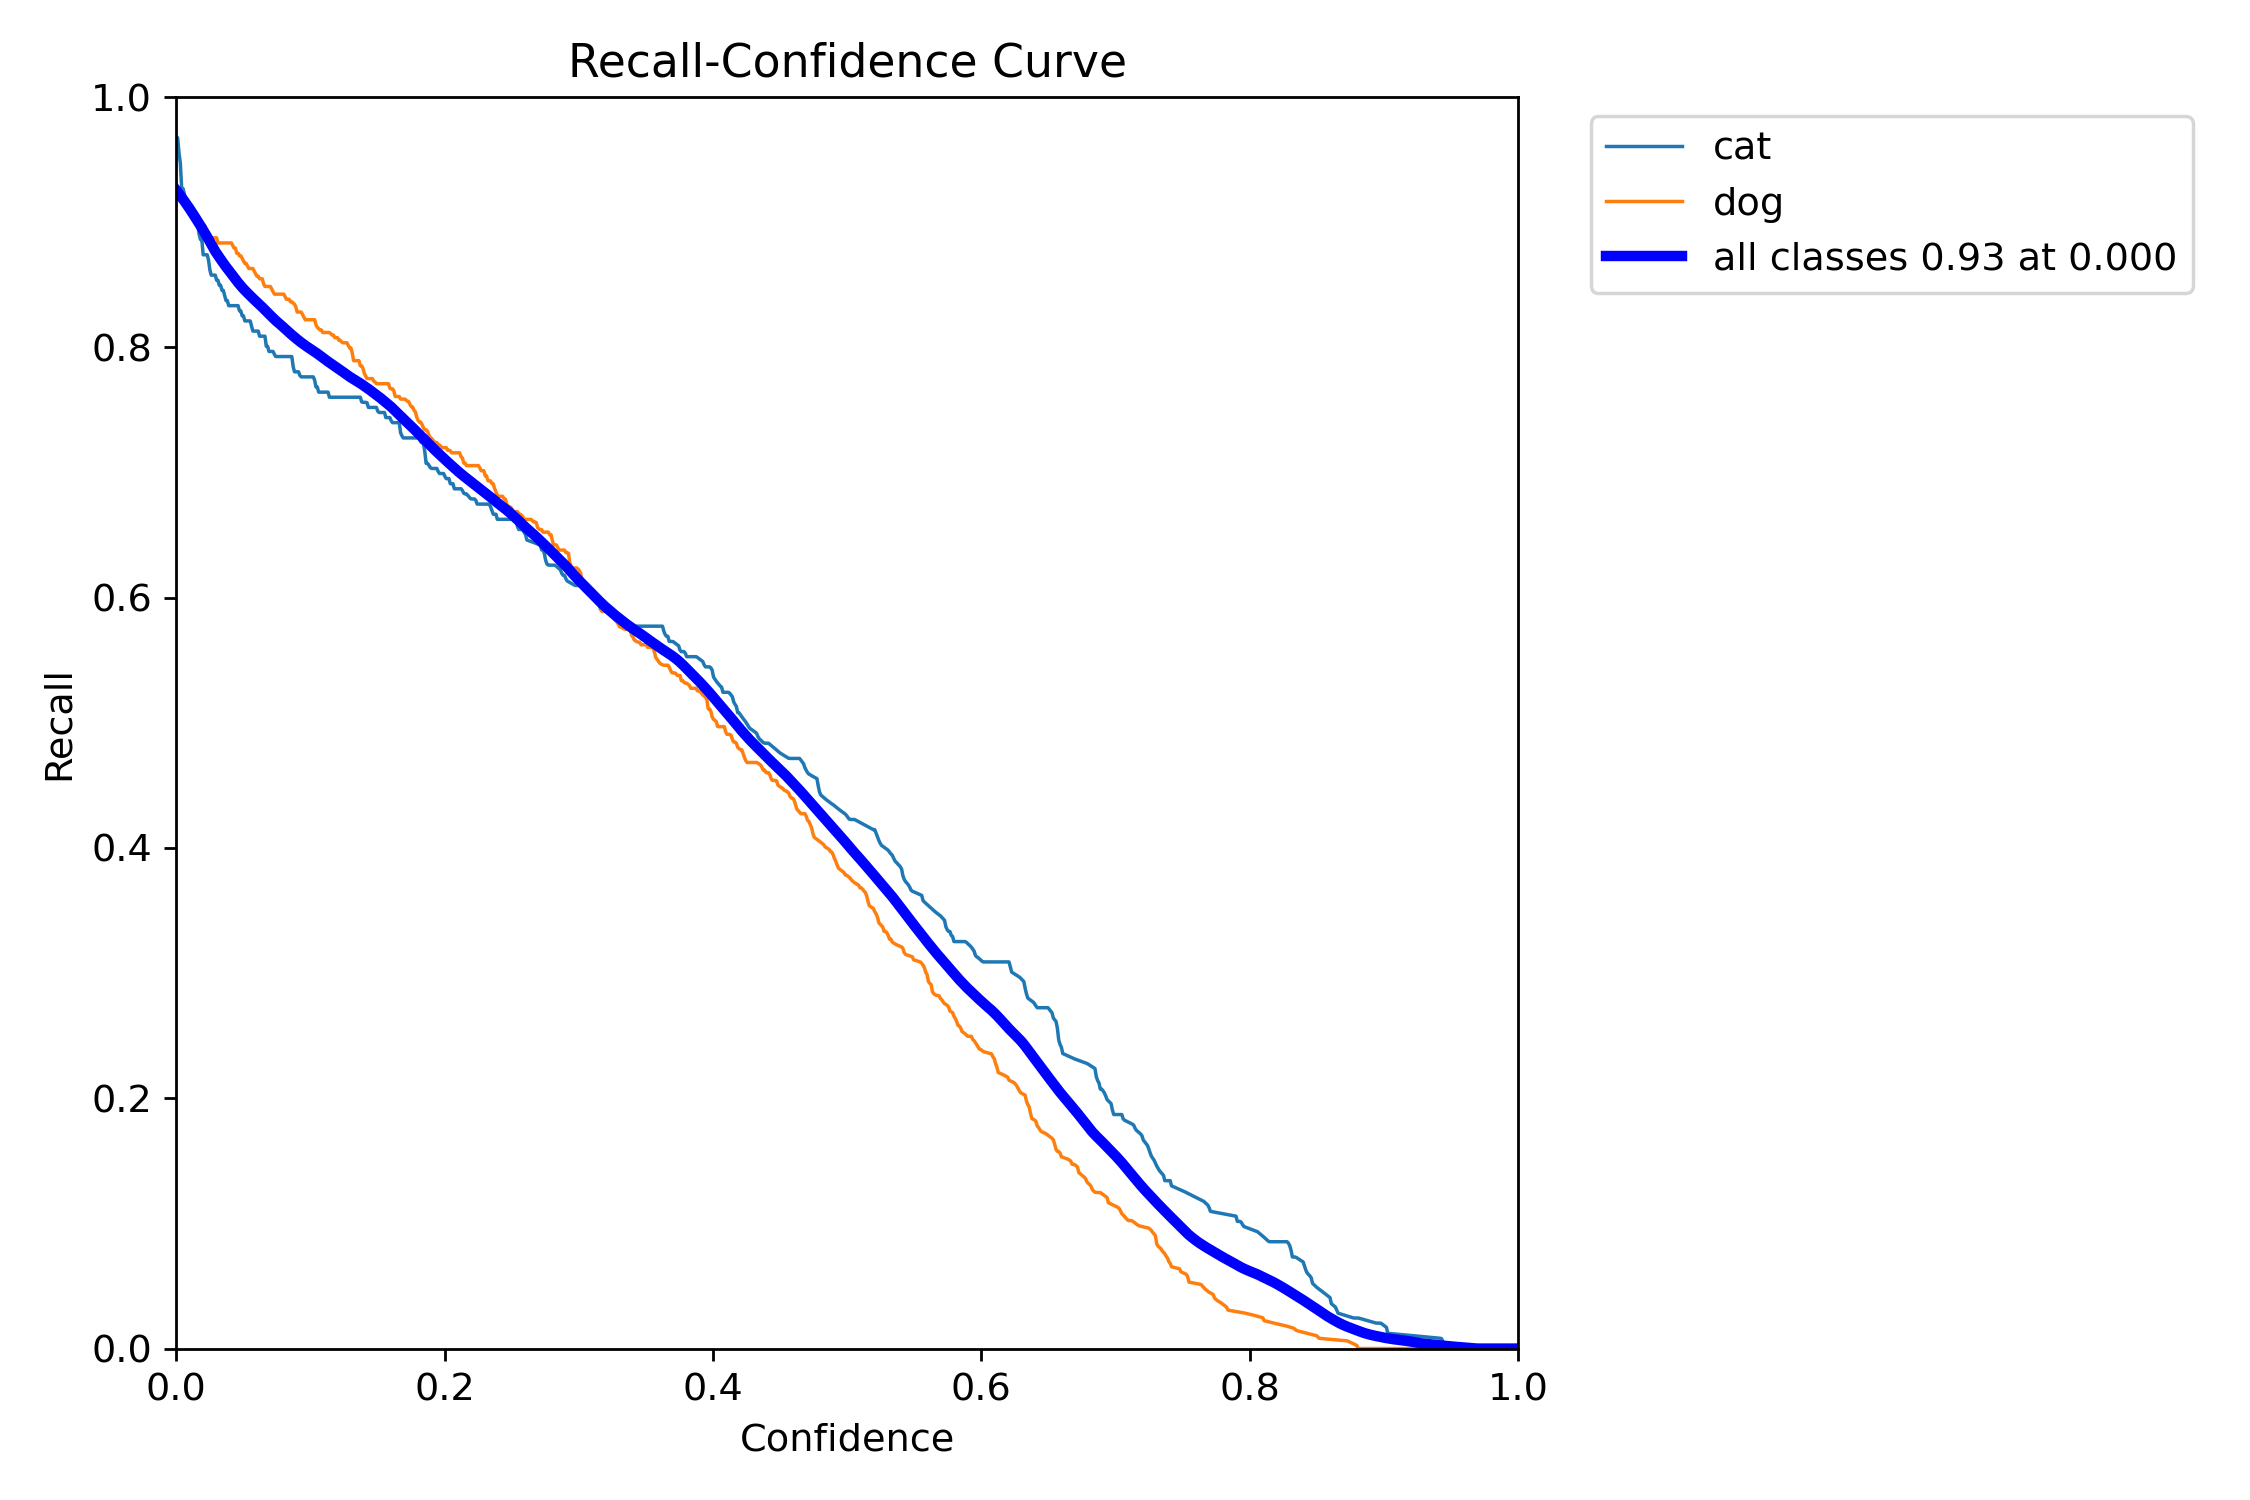 Recall-Confidence Curve
1.0
0.8
0.6
0.4
0.2
0.0
Recall
0.0 0.2 0.4 0.6 0.8 1.0
Confidence
cat
dog
all classes 0.93 at 0.000